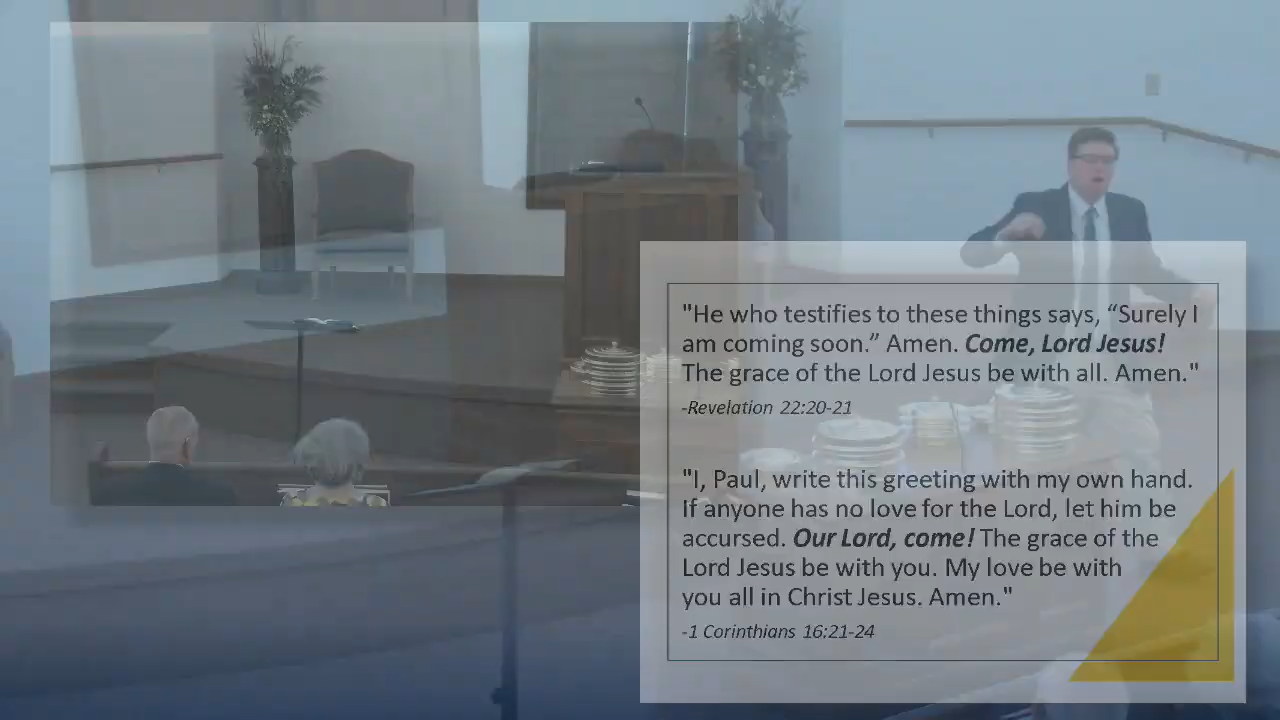 "He who testifies to these things says, “Surely I
am coming soon.” Amen. Come, Lord Jesus!
The grace of the Lord Jesus be with all. Amen."
-Revelation 22:20-21
"I, Paul, write this greeting with my own hand.
If anyone has no love for the Lord, let him be
accursed. Our Lord, come! The grace of the
Lord Jesus be with you. My love be with
you all in Christ Jesus. Amen."
-1 Corinthians 16:21-24